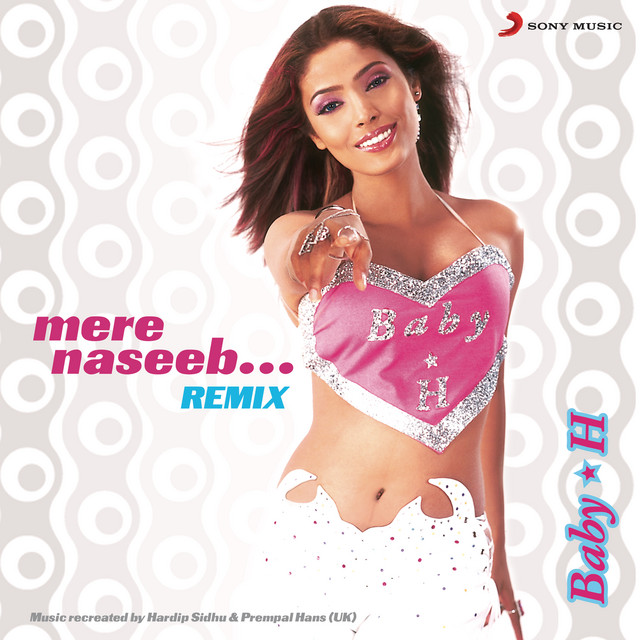 SONY MUSIC
mere
naseeb...
REMIX
Baby
H
Baby★H
Music recreated by Hardip Sidhu & Prempal Hans (UK)